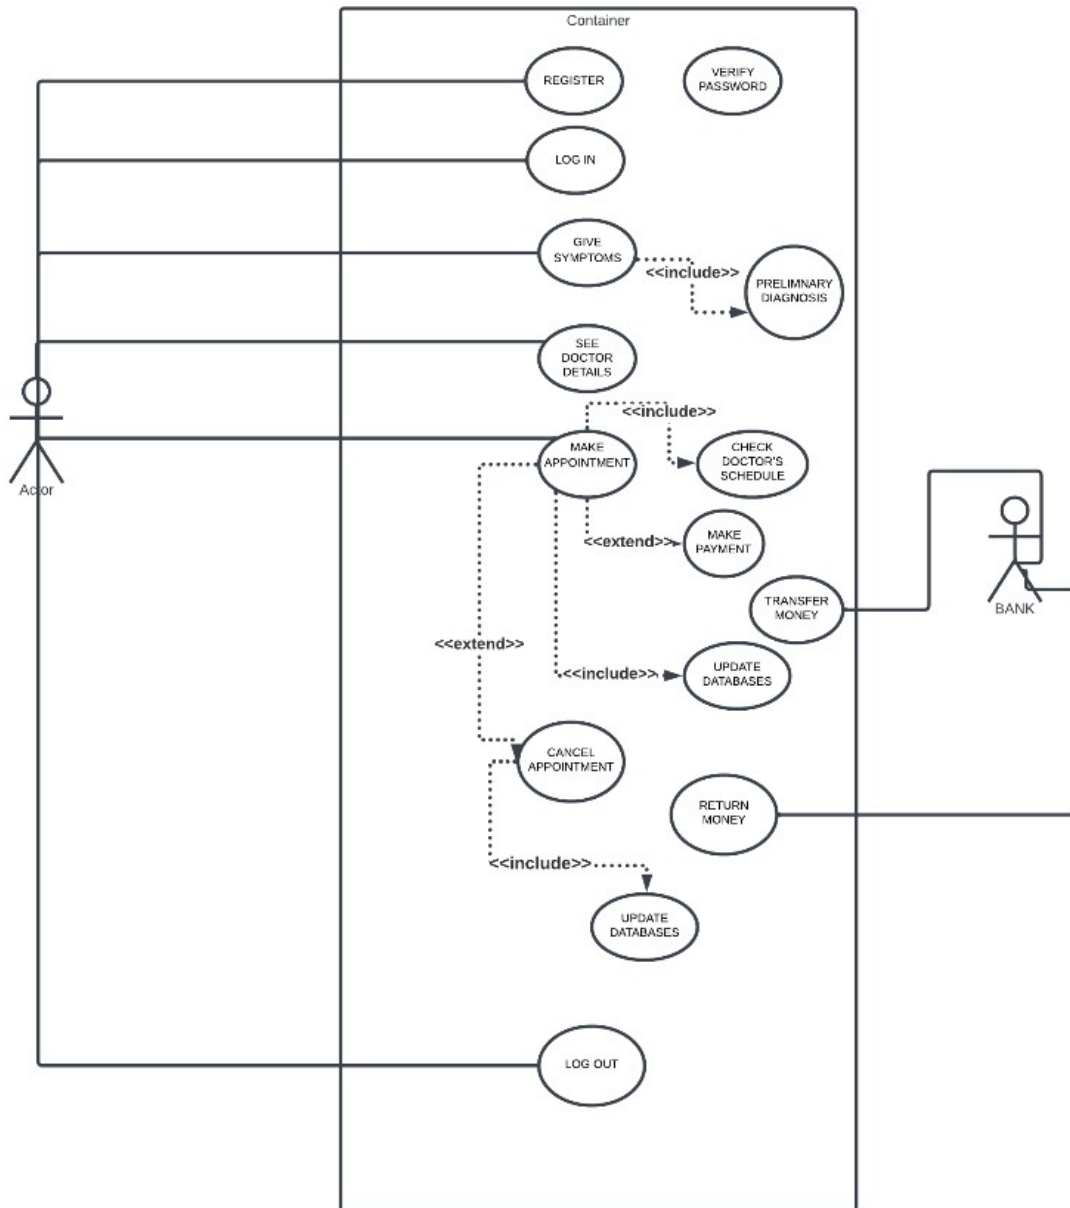 Container
REGISTER
VERIFY
PASSWORD
LOG IN
GIVE
SYMPTOMS
<<include>>
PRELIMNARY
DIAGNOSIS
SEE
DOCTOR
DETAILS
<<include>>
MAKE
APPOINTMENT
CHECK
DOCTOR'S
SCHEDULE
Actor
<<extend>>
MAKE
PAYMENT
TRANSFER
MONEY
BANK
<<extend>>
<<include>>
UPDATE
DATABASES
CANCEL
APPOINTMENT
RETURN
MONEY
<<include>>
UPDATE
DATABASES
LOG OUT